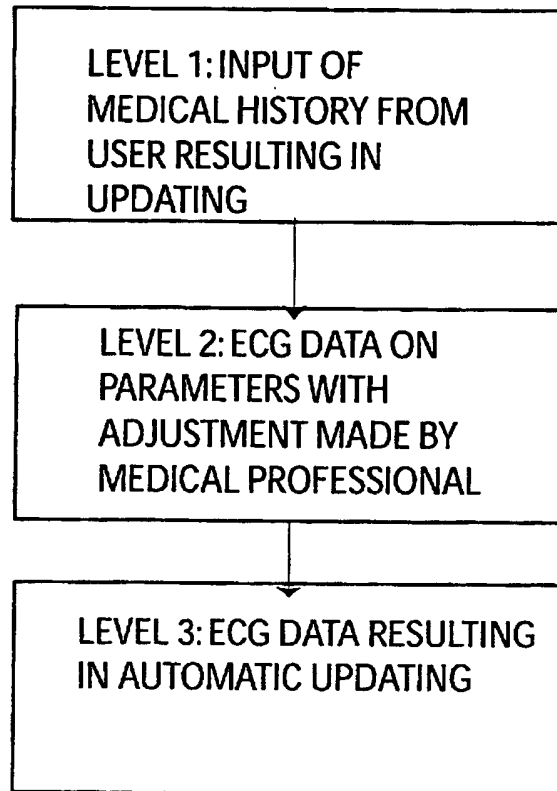 LEVEL 1: INPUT OF
MEDICAL HISTORY FROM
USER RESULTING IN
UPDATING
LEVEL 2: ECG DATA ON
PARAMETERS WITH
ADJUSTMENT MADE BY
MEDICAL PROFESSIONAL
LEVEL 3: ECG DATA RESULTING
IN AUTOMATIC UPDATING